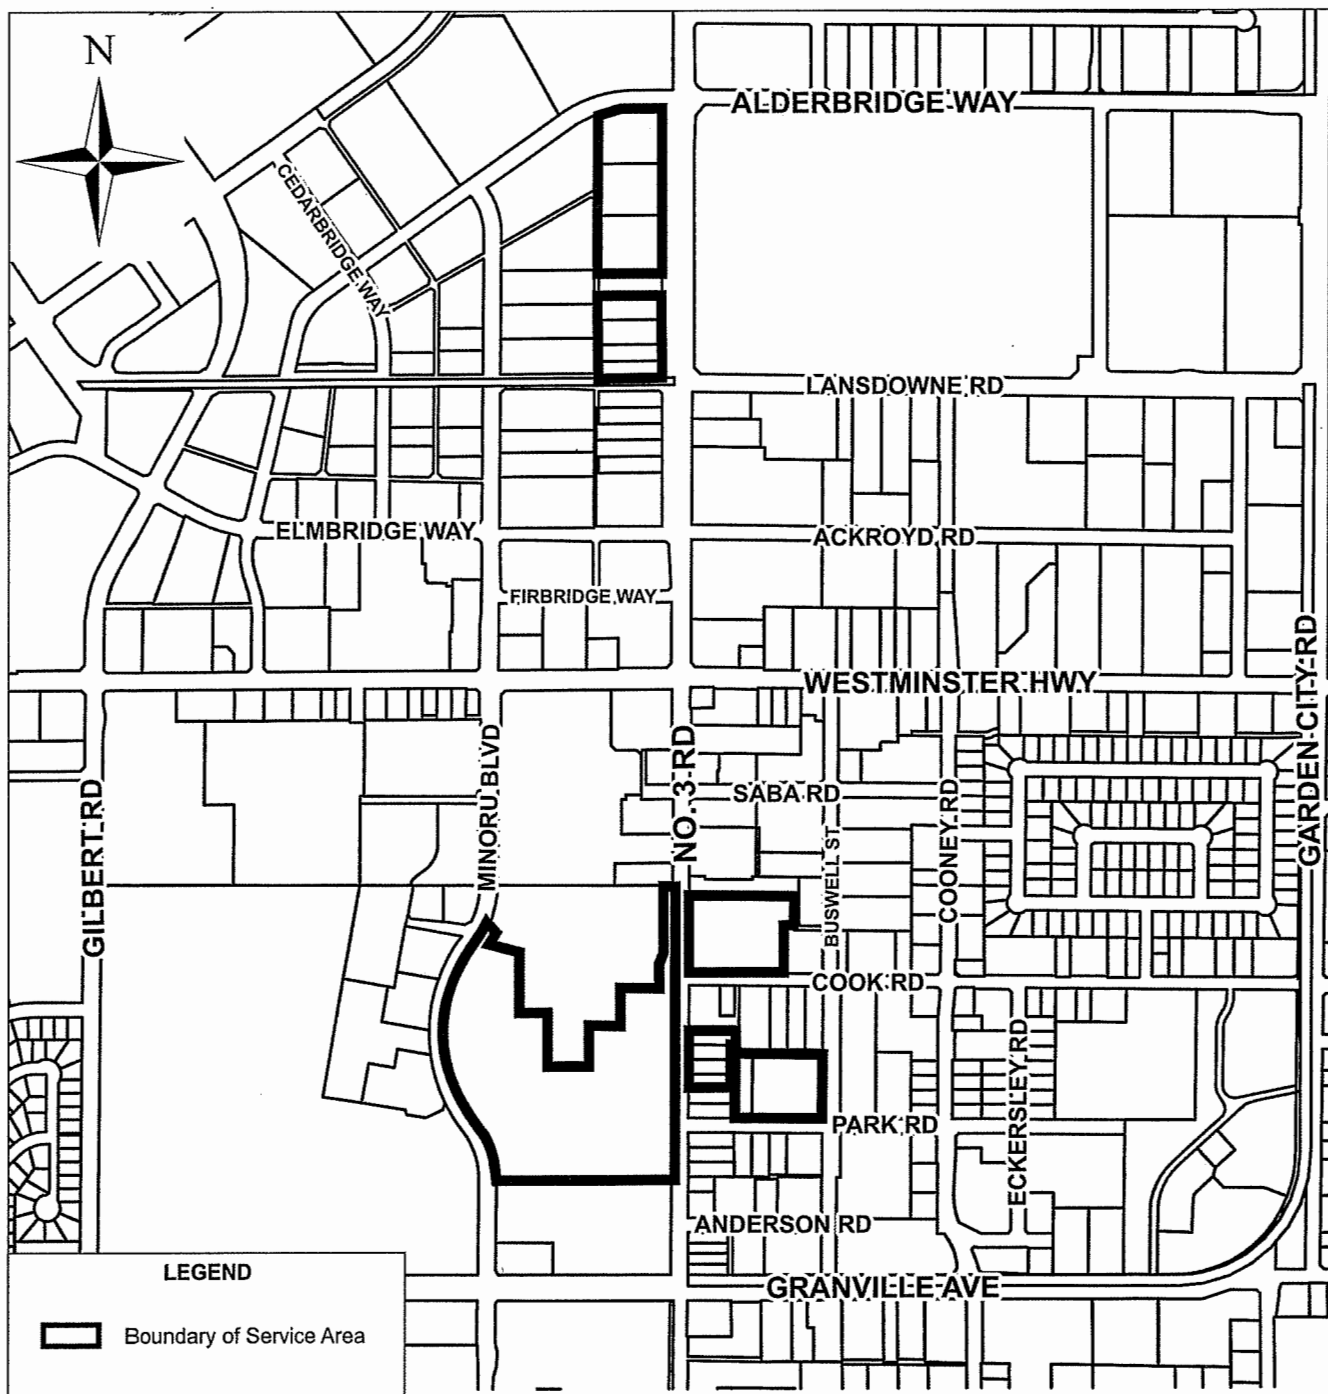 N
ALDERBRIDGE WAY
CEDARBRIDGE WAY
LANSDOWNE RD
ELMBRIDGE WAY
ACKROYD RD
FIRBRIDGE WAY
WESTMINSTER HWY
GARDEN CITY RD
MINORU BLVD
NO. 3 RD
SABA RD
GILBERT RD
BUSWELL ST
COONEY RD
COOK RD
ECKERSLEY RD
PARK RD
ANDERSON RD
GRANVILLE AVE
LEGEND
Boundary of Service Area